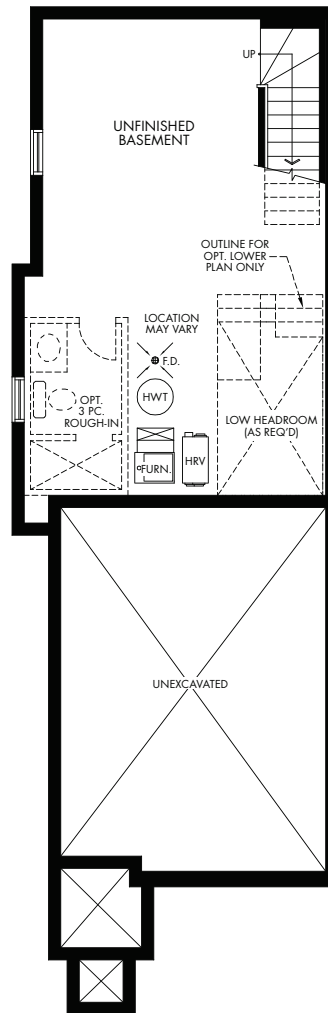 UP
UNFINISHED
BASEMENT
OUTLINE FOR
OPT. LOWER
PLAN ONLY
LOCATION
MAY VARY
F.D.
HWT
OPT.
3 PC.
ROUGH-IN
LOW HEADROOM
(AS REQ'D)
FURN.
HRV
UNEXCAVATED